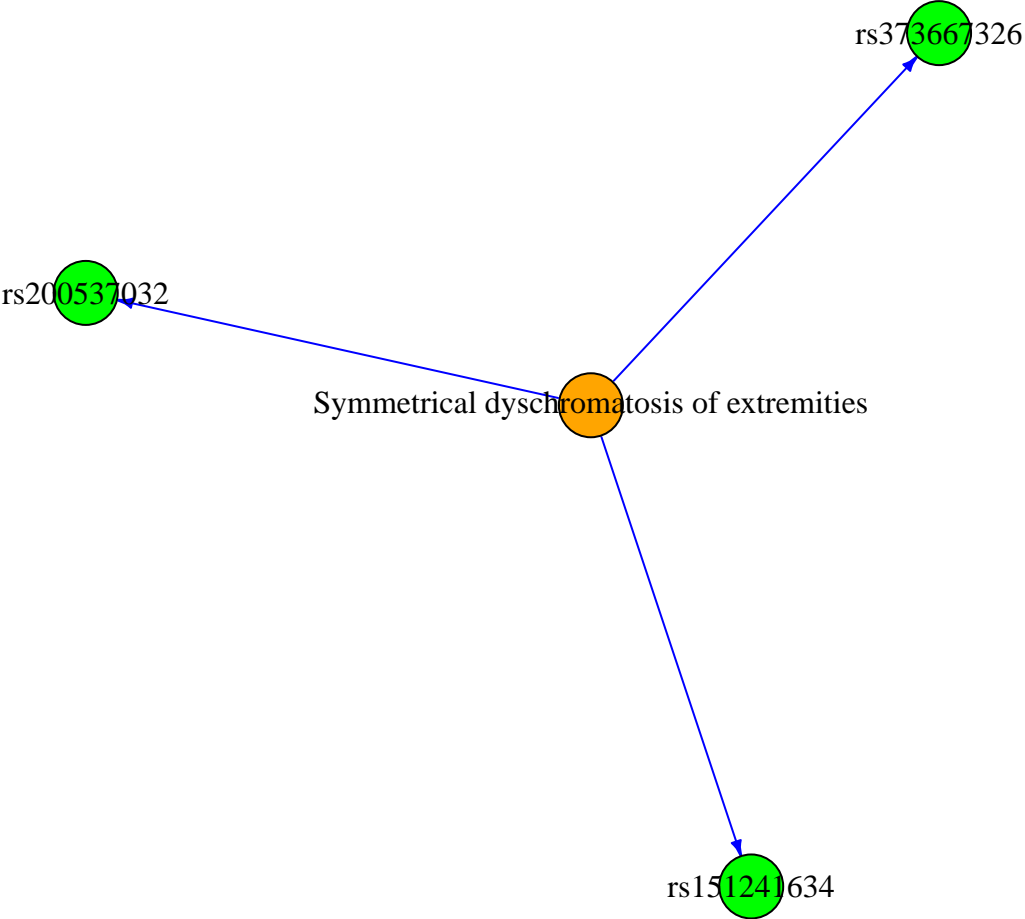 rs373667326
rs200537032
Symmetrical dyschromatosis of extremities
rs151241634